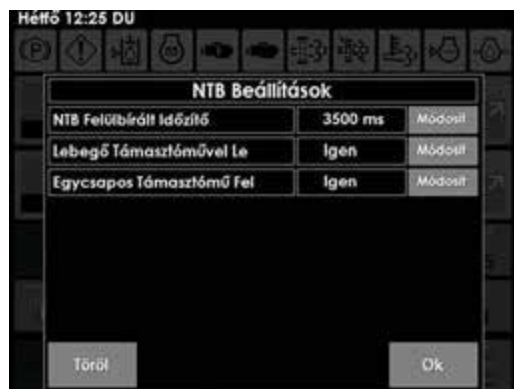 Hétfő 12:25 DU
NTB Beállítások
NTB Felülbírált Időzítő 3500 ms Módosít
Lebegő Támasztóművel Le Igen Módosít
Egycsapos Támasztómű Fel Igen Módosít
Töröl Ok